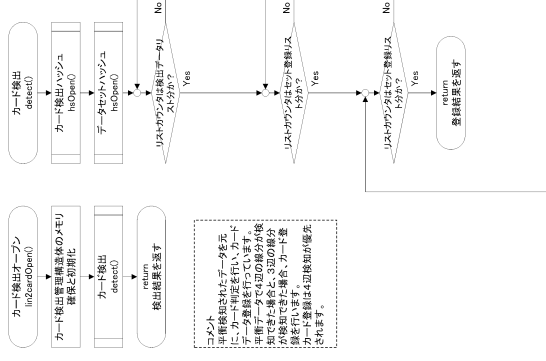 カード検出オープン
in2cardOpen()
カード検出管理構造体のメモリ
確保と初期化
カード検出
detect()
return
検出結果を返す
コメント
平衡検知されたデータを元
に、カード判定を行い、カード
データ登録を行っています。
平衡データで4辺の線分が検
知できた場合と、3辺の線分
が検知できた場合、カード登
録を行います。
カード登録は4辺検知が優先
されます。
カード検出
detect()
カード検出ハッシュ
hsOpen()
データセットハッシュ
hsOpen()
リストカウンタは検出データリ
スト分か?
Yes
No
リストカウンタはセット登録リス
ト分か?
Yes
No
リストカウンタはセット登録リス
ト分か?
Yes
No
return
登録結果を返す